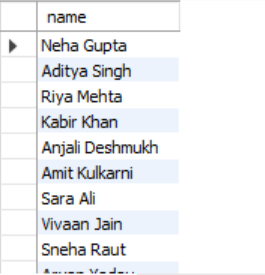 name
Neha Gupta
Aditya Singh
Riya Mehta
Kabir Khan
Anjali Deshmukh
Amit Kulkarni
Sara Ali
Vivaan Jain
Sneha Raut